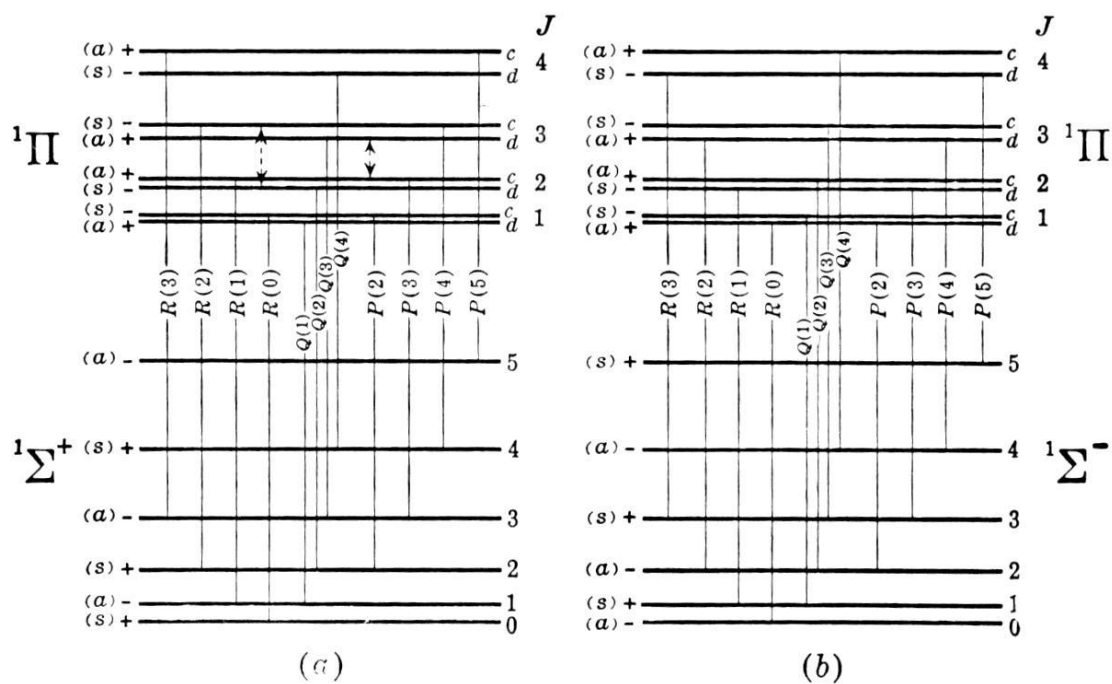 J J
(a) + c 4 (a) + c 4
(s) - d (s) - d
¹Π (s) - c 3 (s) - c 3 ¹Π
(a) + d (a) + d
(a) + c 2 (a) + c 2
(s) - d (s) - d
(s) - c 1 (s) - c 1
(a) + d (a) + d
R(3) R(2) R(1) R(0) Q(1) Q(2) Q(3) Q(4) P(2) P(3) P(4) P(5)
R(3) R(2) R(1) R(0) Q(1) Q(2) Q(3) Q(4) P(2) P(3) P(4) P(5)
(a) - 5 (s) + 5
¹Σ⁺ (s) + 4 (a) - 4 ¹Σ⁻
(a) - 3 (s) + 3
(s) + 2 (a) - 2
(a) - 1 (s) + 1
(s) + 0 (a) - 0
(a) (b)